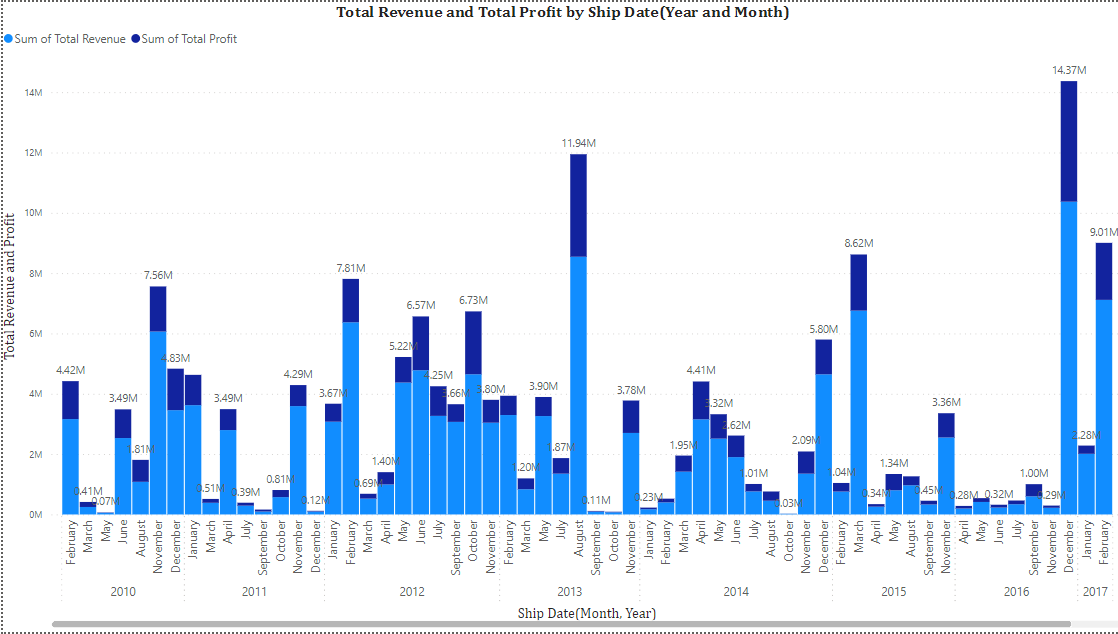 Total Revenue and Total Profit by Ship Date(Year and Month)
Sum of Total Revenue Sum of Total Profit
Total Revenue and Profit
14M
12M
10M
8M
6M
4M
2M
0M
4.42M
0.41M
0.07M
3.49M
1.81M
7.56M
4.83M
0.51M
3.49M
0.39M
0.81M
4.29M
0.12M
3.67M
7.81M
0.69M
1.40M
5.22M
6.57M
4.25M
3.66M
6.73M
3.80M
1.20M
3.90M
1.87M
11.94M
0.11M
3.78M
0.23M
1.95M
4.41M
3.32M
2.62M
1.01M
0.03M
2.09M
5.80M
1.04M
8.62M
0.34M
1.34M
0.45M
3.36M
0.28M
0.32M
1.00M
0.29M
14.37M
2.28M
9.01M
February March May June August November December January March April July September October November December January February March April May June July September October November February March May July August September October November January February March April May June July August October November December February March April May August September November April May June July September November December January February
2010 2011 2012 2013 2014 2015 2016 2017
Ship Date(Month, Year)